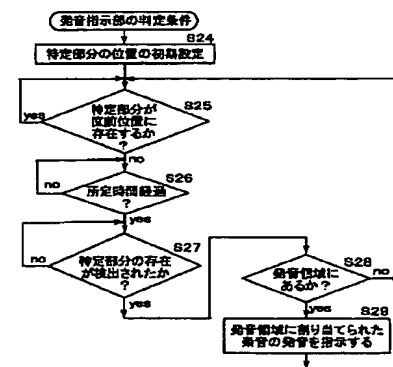 発音指示部の判定条件
S24
特定部分の位置の初期設定
S25
特定部分が
直前位置に
存在するか
?
yes
no
S26
所定時間経過
?
no
yes
S27
特定部分の存在
が検出されたか
?
no
yes
S28
発音領域に
あるか?
no
yes
S29
発音領域に割り当てられた
楽音の発音を指示する